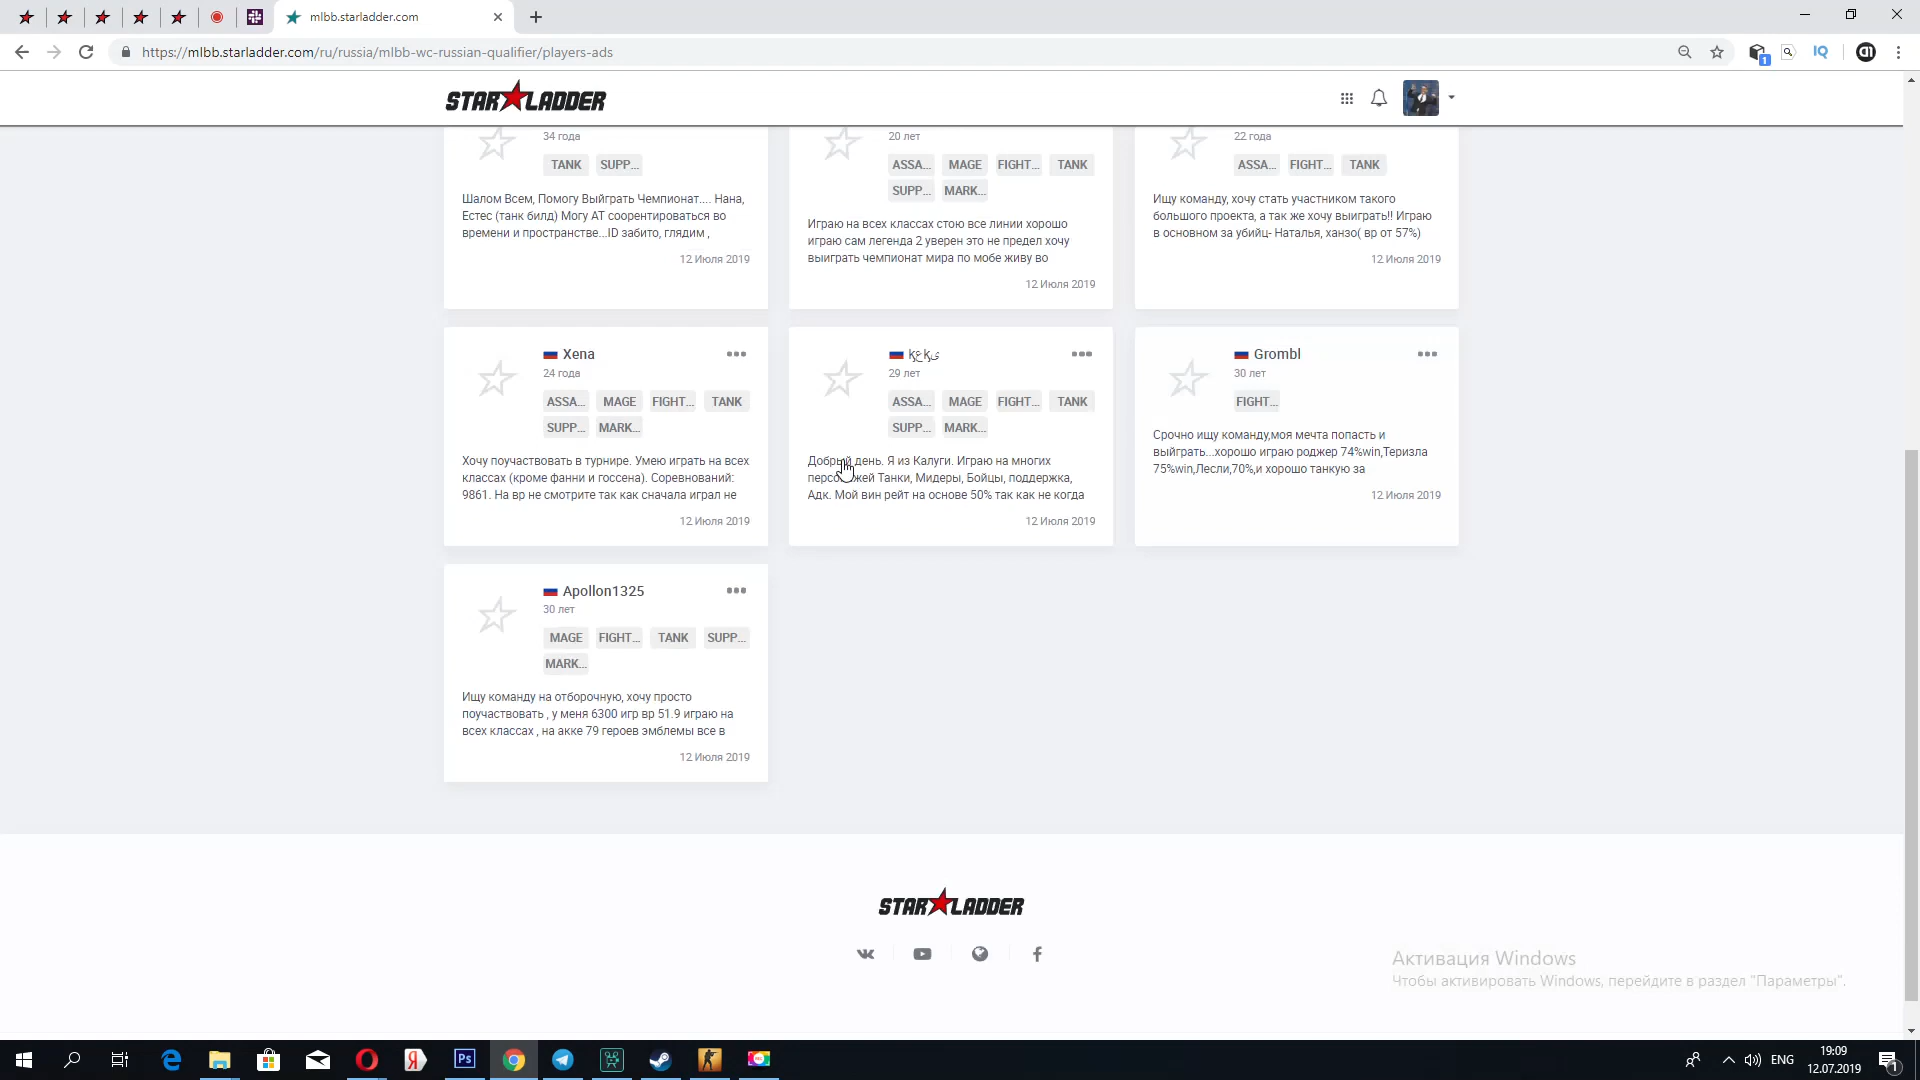 mlbb.starladder.com
https://mlbb.starladder.com/ru/russia/mlbb-wc-russian-qualifier/players-ads
IQ
1
STAR LADDER
34 года
TANK SUPP...
Шалом Всем, Помогу Выйграть Чемпионат.... Нана,
Естес (танк билд) Могу АТ соорентироваться во
времени и пространстве...ID забито, глядим ,
12 Июля 2019
20 лет
ASSA... MAGE FIGHT... TANK
SUPP... MARK...
Играю на всех классах стою все линии хорошо
играю сам легенда 2 уверен это не предел хочу
выиграть чемпионат мира по мобе живу во
12 Июля 2019
22 года
ASSA... FIGHT... TANK
Ищу команду, хочу стать участником такого
большого проекта, а так же хочу выиграть!! Играю
в основном за убийц- Наталья, ханзо( вр от 57%)
12 Июля 2019
Xena
24 года
ASSA... MAGE FIGHT... TANK
SUPP... MARK...
Хочу поучаствовать в турнире. Умею играть на всех
классах (кроме фанни и госсена). Соревнований:
9861. На вр не смотрите так как сначала играл не
12 Июля 2019
29 лет
ASSA... MAGE FIGHT... TANK
SUPP... MARK...
Добрый день. Я из Калуги. Играю на многих
персонажей Танки, Мидеры, Бойцы, поддержка,
Адк. Мой вин рейт на основе 50% так как не когда
12 Июля 2019
Grombl
30 лет
FIGHT...
Срочно ищу команду,моя мечта попасть и
выйграть...хорошо играю роджер 74%win,Теризла
75%win,Лесли,70%,и хорошо танкую за
12 Июля 2019
Apollon1325
30 лет
MAGE FIGHT... TANK SUPP...
MARK...
Ищу команду на отборочную, хочу просто
поучаствовать , у меня 6300 игр вр 51.9 играю на
всех классах , на акке 79 героев эмблемы все в
12 Июля 2019
STAR LADDER
Активация Windows
Чтобы активировать Windows, перейдите в раздел "Параметры".
Ps
ENG
19:09
12.07.2019
1